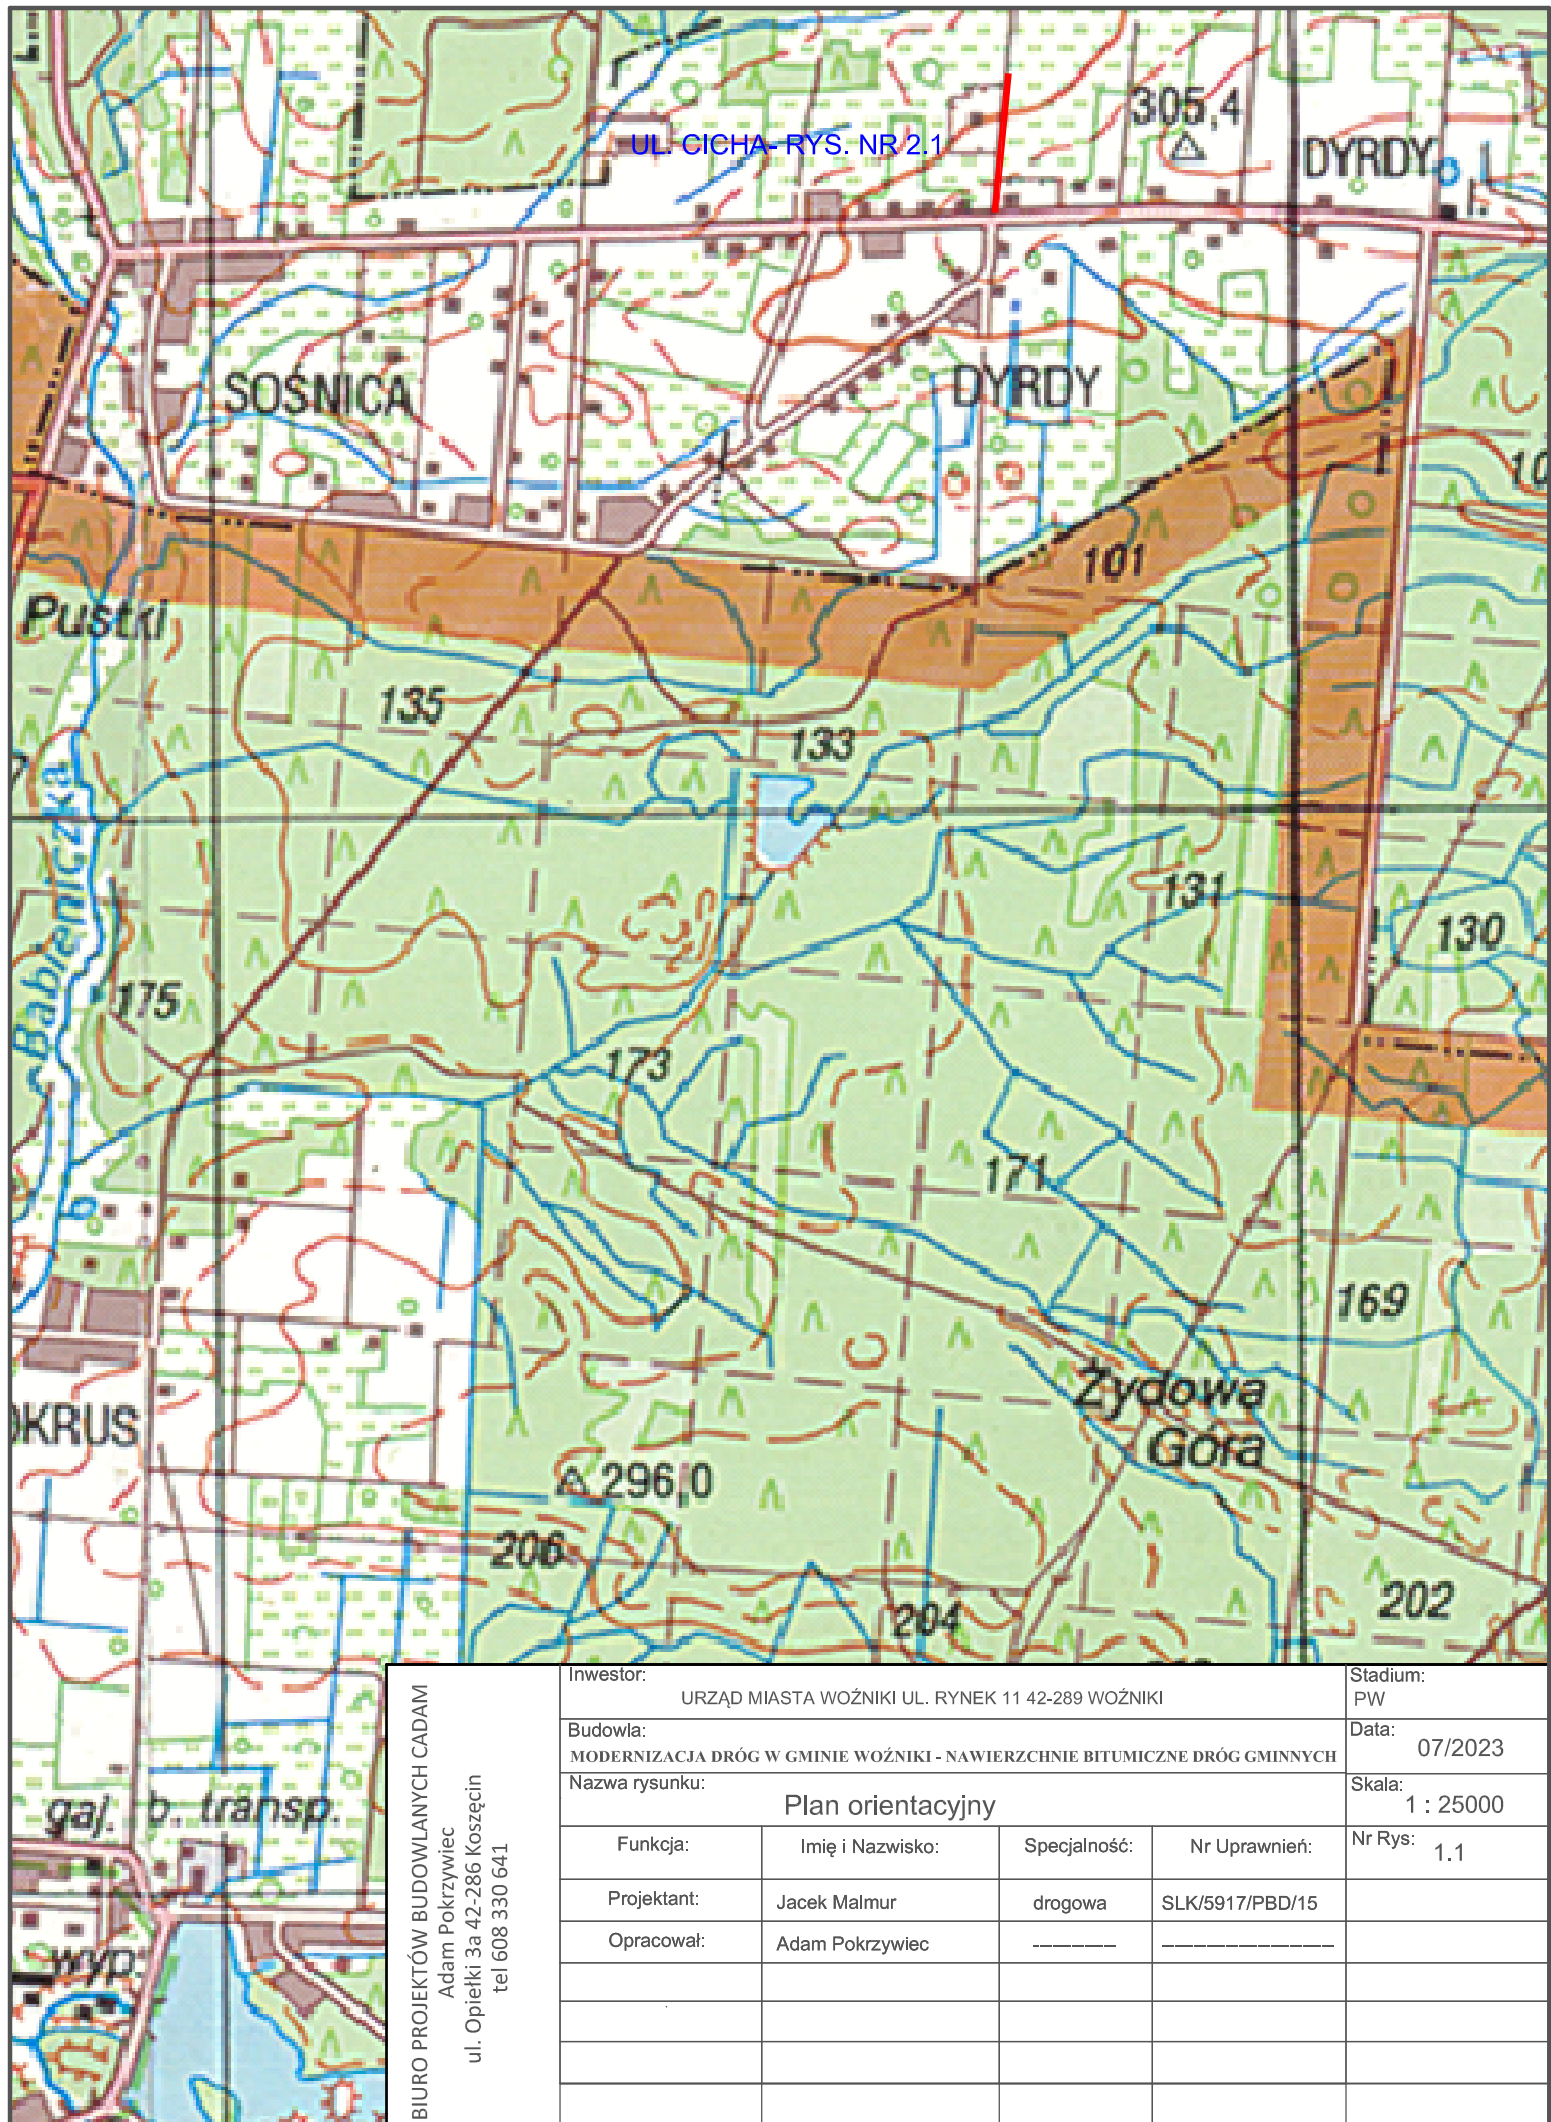 305,4
UL. CICHA- RYS. NR 2.1
DYRDY
SOŚNICA
DYRDY
101
Pustki
135
133
131
130
Babieniczka
175
173
171
169
Żydowa
Góra
296,0
206
204
202
gaj. b. transp.
wyp.
BIURO PROJEKTÓW BUDOWLANYCH CADAM
Adam Pokrzywiec
ul. Opiełki 3a 42-286 Koszęcin
tel 608 330 641
Inwestor:
URZĄD MIASTA WOŹNIKI UL. RYNEK 11 42-289 WOŹNIKI
Stadium:
PW
Budowla:
MODERNIZACJA DRÓG W GMINIE WOŹNIKI - NAWIERZCHNIE BITUMICZNE DRÓG GMINNYCH
Data:
07/2023
Nazwa rysunku:
Plan orientacyjny
Skala:
1 : 25000
Funkcja: Imię i Nazwisko: Specjalność: Nr Uprawnień:
Nr Rys: 1.1
Projektant: Jacek Malmur drogowa SLK/5917/PBD/15
Opracował: Adam Pokrzywiec ---------- --------------------